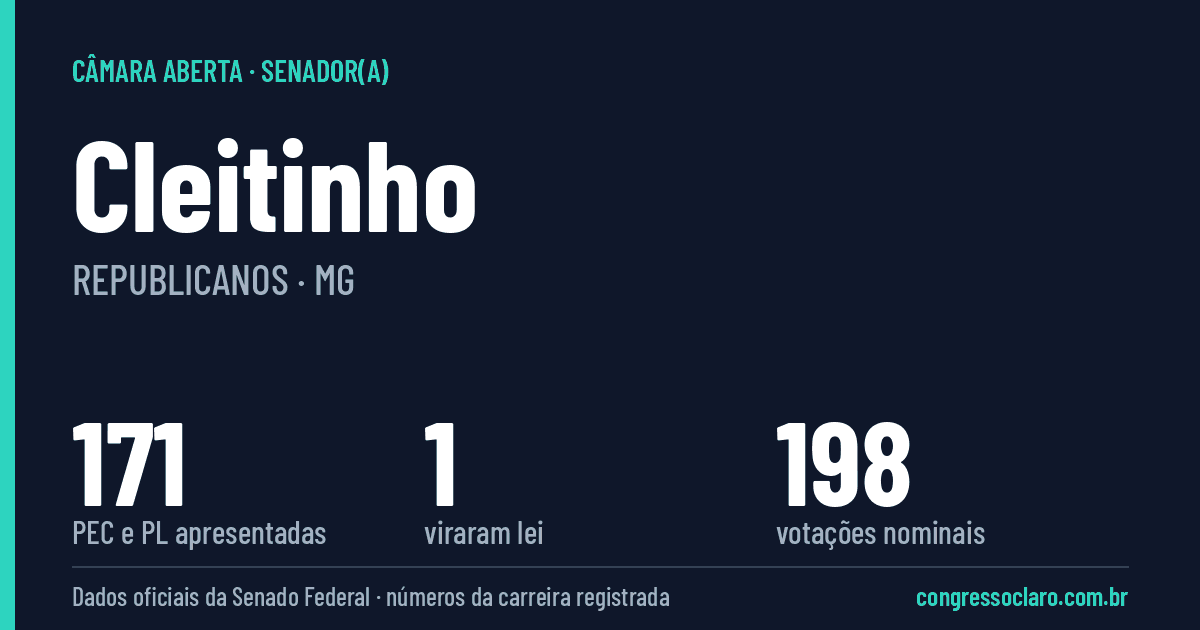 CÂMARA ABERTA · SENADOR(A)
Cleitinho
REPUBLICANOS · MG
171 1 198
PEC e PL apresentadas viraram lei votações nominais
Dados oficiais da Senado Federal · números da carreira registrada congressoclaro.com.br